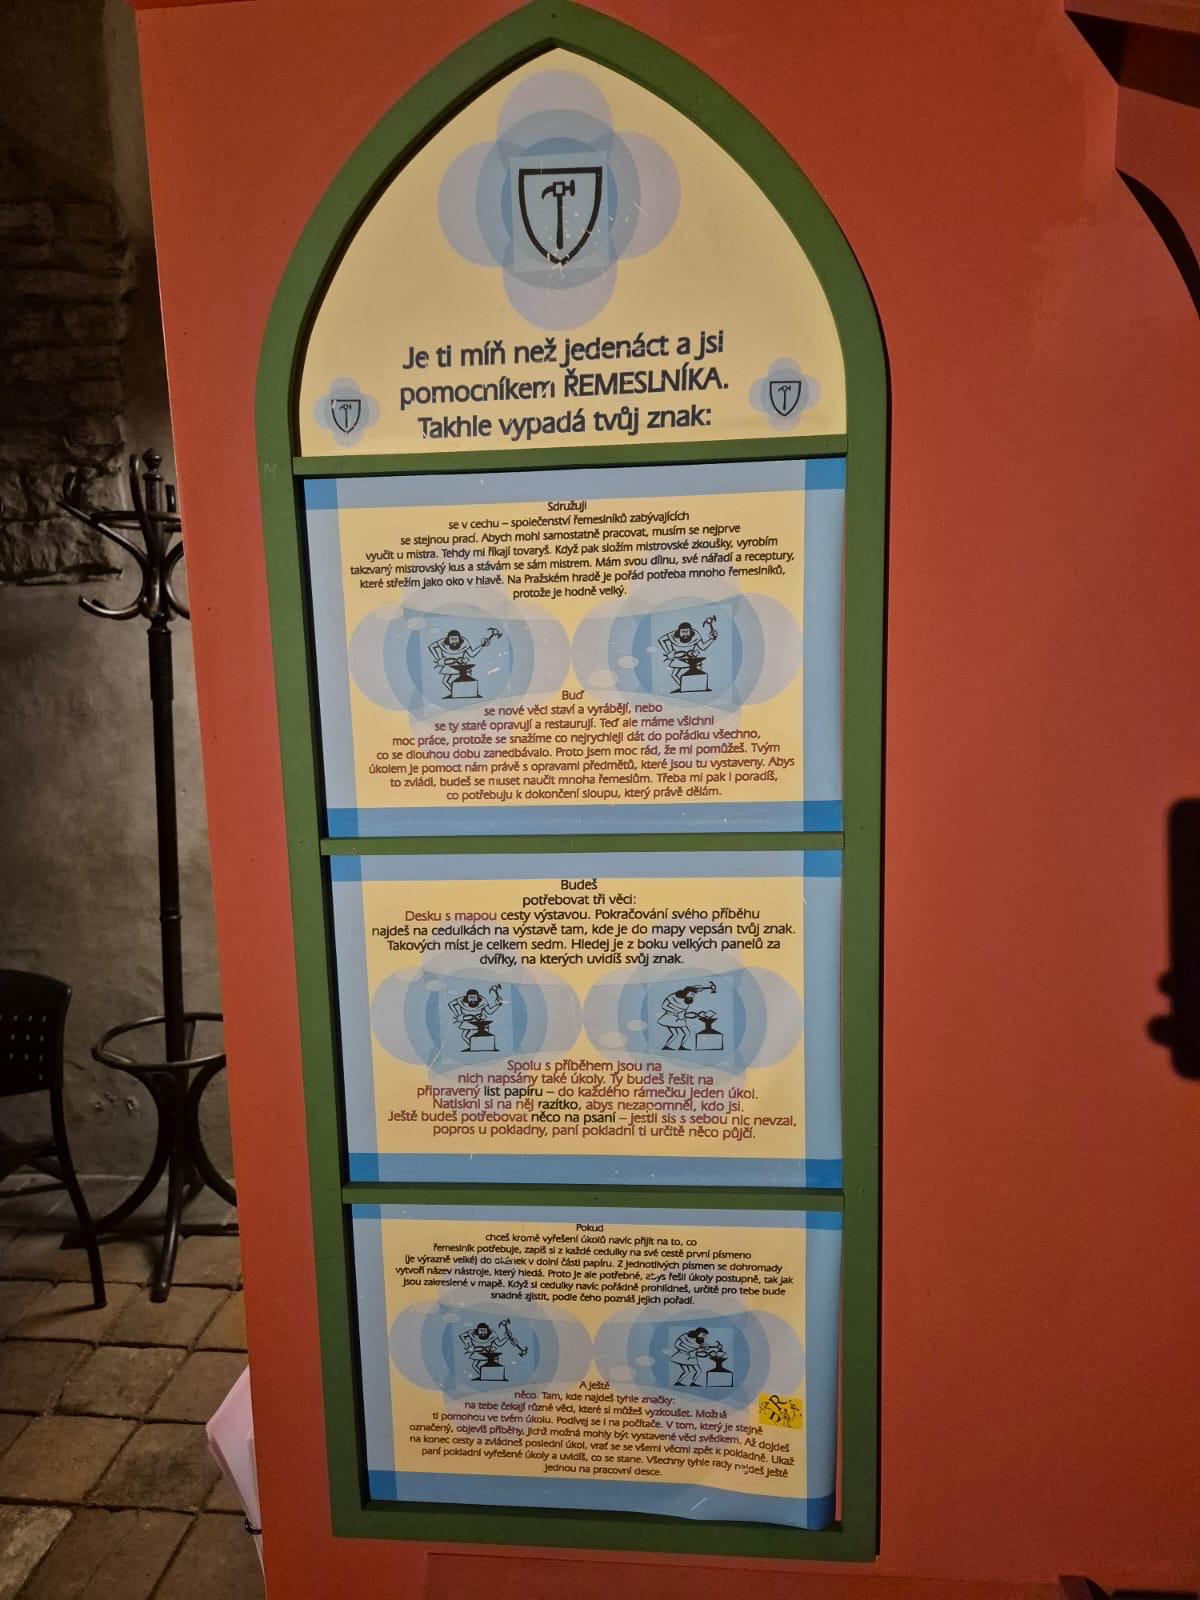 Je ti míň než jedenáct a jsi
pomocníkem ŘEMESLNÍKA.
Takhle vypadá tvůj znak:
Sdružuji
se v cechu – společenství řemeslníků zabývajících
se stejnou prací. Abych mohl samostatně pracovat, musím se nejprve
vyučit u mistra. Tehdy mi říkají tovaryš. Když pak složím mistrovské zkoušky, vyrobím
takzvaný mistrovský kus a stávám se sám mistrem. Mám svou dílnu, své nářadí a receptury,
které střežím jako oko v hlavě. Na Pražském hradě je pořád potřeba mnoho řemeslníků,
protože je hodně velký.
Buď
se nové věci staví a vyrábějí, nebo
se ty staré opravují a restaurují. Teď ale máme všichni
moc práce, protože se snažíme co nejrychleji dát do pořádku všechno,
co se dlouhou dobu zanedbávalo. Proto jsem moc rád, že mi pomůžeš. Tvým
úkolem je pomoct nám právě s opravami předmětů, které jsou tu vystaveny. Abys
to zvládl, budeš se muset naučit mnoha řemeslům. Třeba mi pak i poradíš,
co potřebuju k dokončení sloupu, který právě dělám.
Budeš
potřebovat tři věci:
Desku s mapou cesty výstavou. Pokračování svého příběhu
najdeš na cedulkách na výstavě tam, kde je do mapy vepsán tvůj znak.
Takových míst je celkem sedm. Hledej je z boku velkých panelů za
dvířky, na kterých uvidíš svůj znak.
Spolu s příběhem jsou na
nich napsány také úkoly. Ty budeš řešit na
připravený list papíru – do každého rámečku jeden úkol.
Natiskni si na něj razítko, abys nezapomněl, kdo jsi.
Ještě budeš potřebovat něco na psaní – jestli sis s sebou nic nevzal,
popros u pokladny, paní pokladní ti určitě něco půjčí.
Pokud
chceš kromě vyřešení úkolů navíc přijít na to, co
řemeslník potřebuje, zapiš si z každé cedulky na své cestě první písmeno
(je výrazně velké) do okének v dolní části papíru. Z jednotlivých písmen se dohromady
vytvoří název nástroje, který hledá. Proto je ale potřebné, abys řešil úkoly postupně, tak jak
jsou zakreslené v mapě. Když si cedulky navíc pořádně prohlídneš, určitě pro tebe bude
snadné zjistit, podle čeho poznáš jejich pořadí.
A ještě
něco. Tam, kde najdeš tyhle značky:
na tebe čekají různé věci, které si můžeš vyzkoušet. Možná
ti pomohou ve tvém úkolu. Podívej se i na počítače. V tom, který je stejně
označený, objevíš příběhy, jichž možná mohly být vystavené věci svědkem. Až dojdeš
na konec cesty a zvládneš poslední úkol, vrať se se všemi věcmi zpět k pokladně. Ukaž
paní pokladní vyřešené úkoly a uvidíš, co se stane. Všechny tyhle rady najdeš ještě
jednou na pracovní desce.